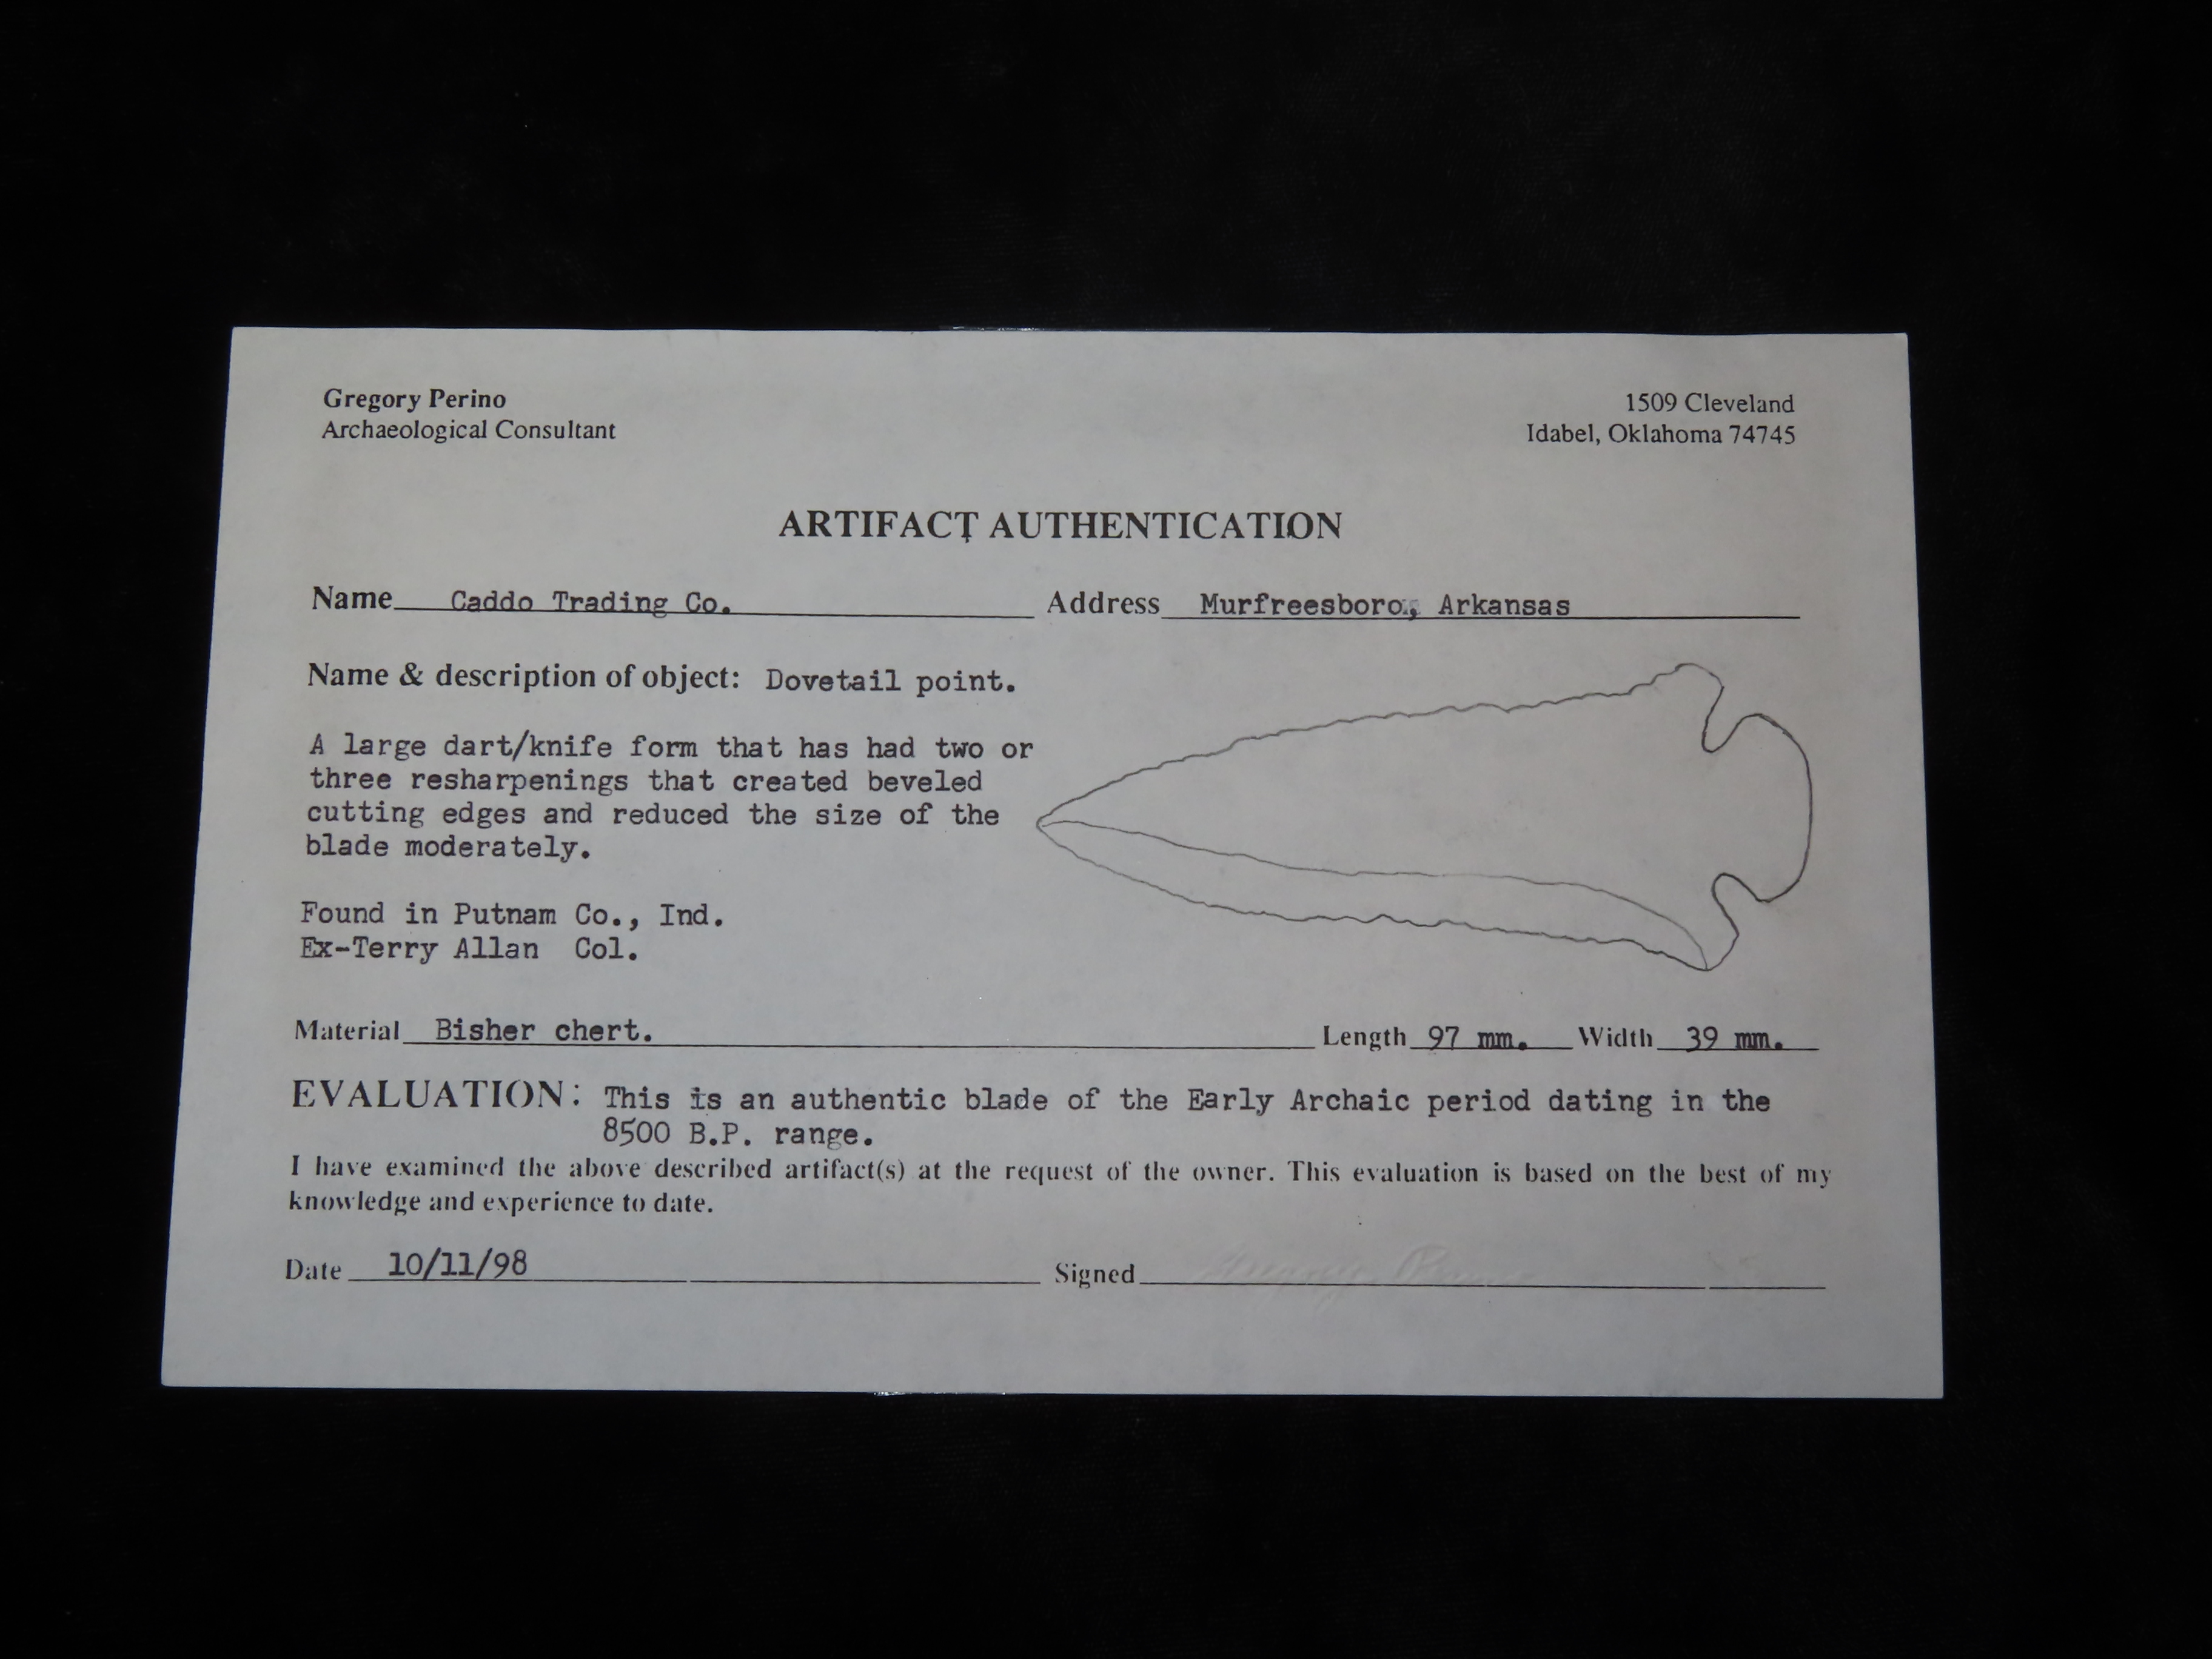 Gregory Perino
Archaeological Consultant
1509 Cleveland
Idabel, Oklahoma 74745
ARTIFACT AUTHENTICATION
Name Caddo Trading Co. Address Murfreesboro, Arkansas
Name & description of object: Dovetail point.
A large dart/knife form that has had two or
three resharpenings that created beveled
cutting edges and reduced the size of the
blade moderately.
Found in Putnam Co., Ind.
Ex-Terry Allan Col.
Material Bisher chert. Length 97 mm. Width 39 mm.
EVALUATION: This is an authentic blade of the Early Archaic period dating in the
8500 B.P. range.
I have examined the above described artifact(s) at the request of the owner. This evaluation is based on the best of my
knowledge and experience to date.
Date 10/11/98 Signed